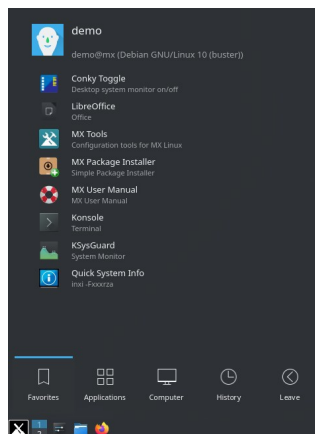 demo
demo@mx (Debian GNU/Linux 10 (buster))
Conky Toggle
Desktop system monitor on/off
LibreOffice
Office
MX Tools
Configuration tools for MX Linux
MX Package Installer
Simple Package Installer
MX User Manual
MX User Manual
Konsole
Terminal
KSysGuard
System Monitor
Quick System Info
inxi -Fxxxrza
Favorites Applications Computer History Leave
1
2